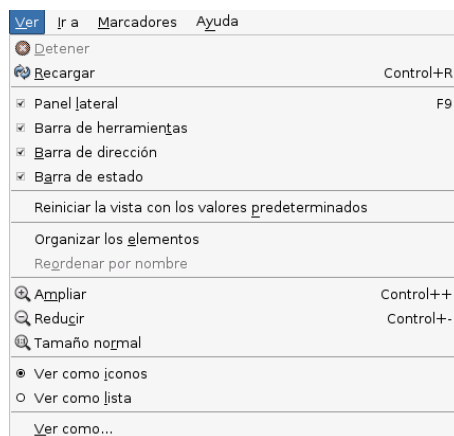 Ver Ir a Marcadores Ayuda
Detener
Recargar Control+R
Panel lateral F9
Barra de herramientas
Barra de dirección
Barra de estado
Reiniciar la vista con los valores predeterminados
Organizar los elementos
Reordenar por nombre
Ampliar Control++
Reducir Control+-
Tamaño normal
Ver como iconos
Ver como lista
Ver como...